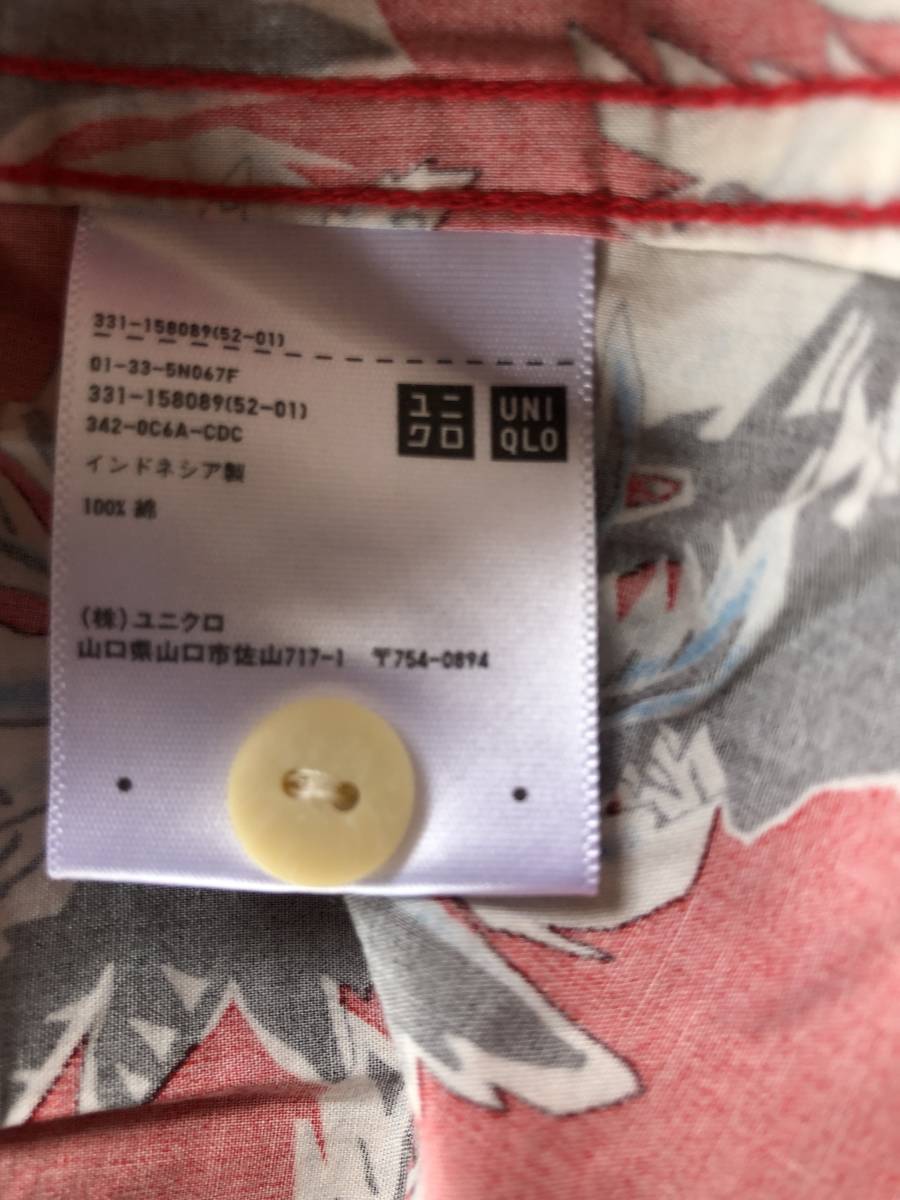 331-158089(52-01)
01-33-5N067F
331-158089(52-01)
342-0C6A-CDC
ユニ
クロ
UNI
QLO
インドネシア製
100% 綿
(株)ユニクロ
山口県山口市佐山717-1 〒754-0894